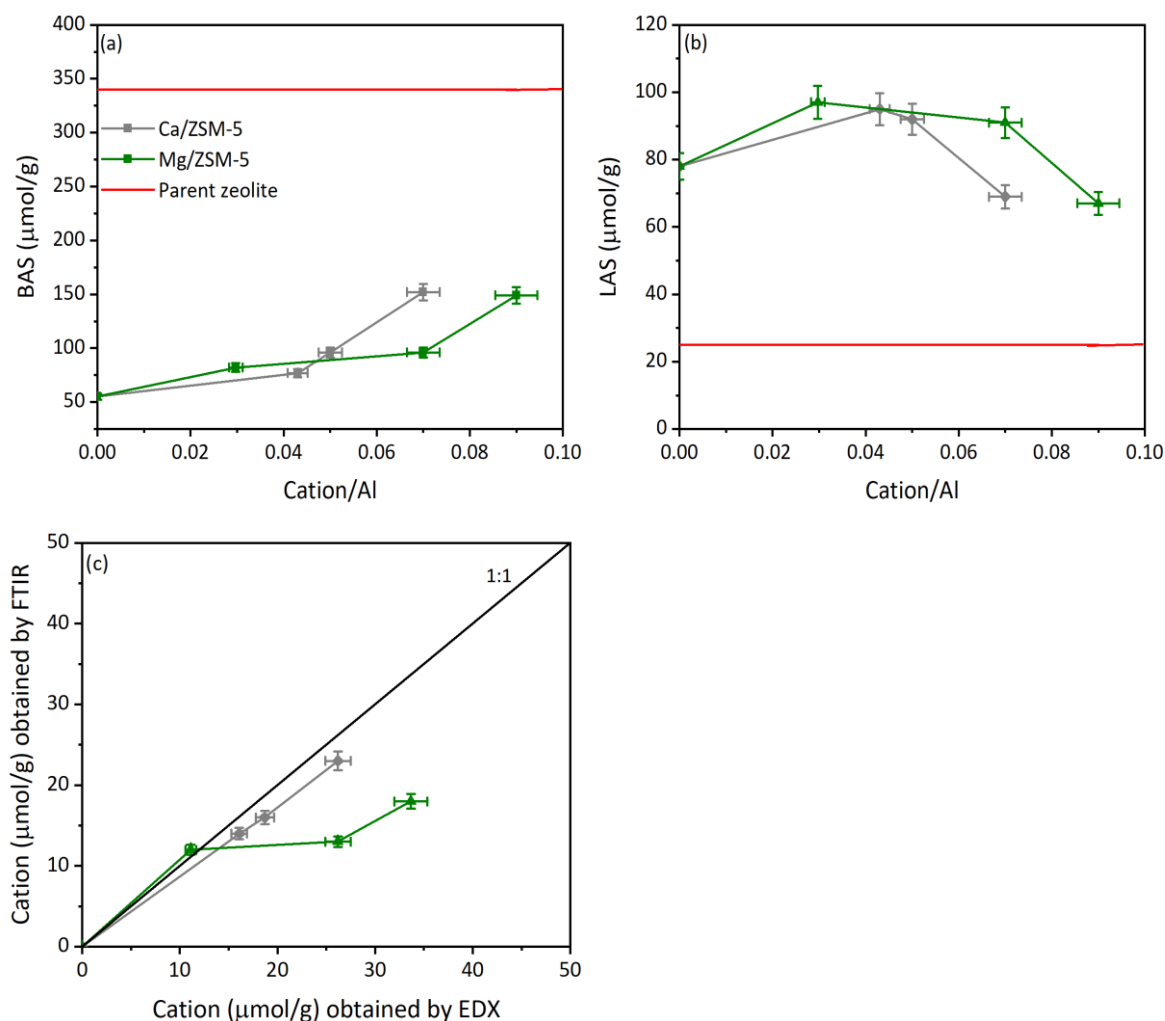 (a)
400
350
300
250
200
150
100
50
BAS (μmol/g)
Ca/ZSM-5
Mg/ZSM-5
Parent zeolite
0.00 0.02 0.04 0.06 0.08 0.10
Cation/Al
(b)
120
100
80
60
40
20
0
LAS (μmol/g)
0.00 0.02 0.04 0.06 0.08 0.10
Cation/Al
(c)
1:1
50
40
30
20
10
0
Cation (μmol/g) obtained by FTIR
0 10 20 30 40 50
Cation (μmol/g) obtained by EDX